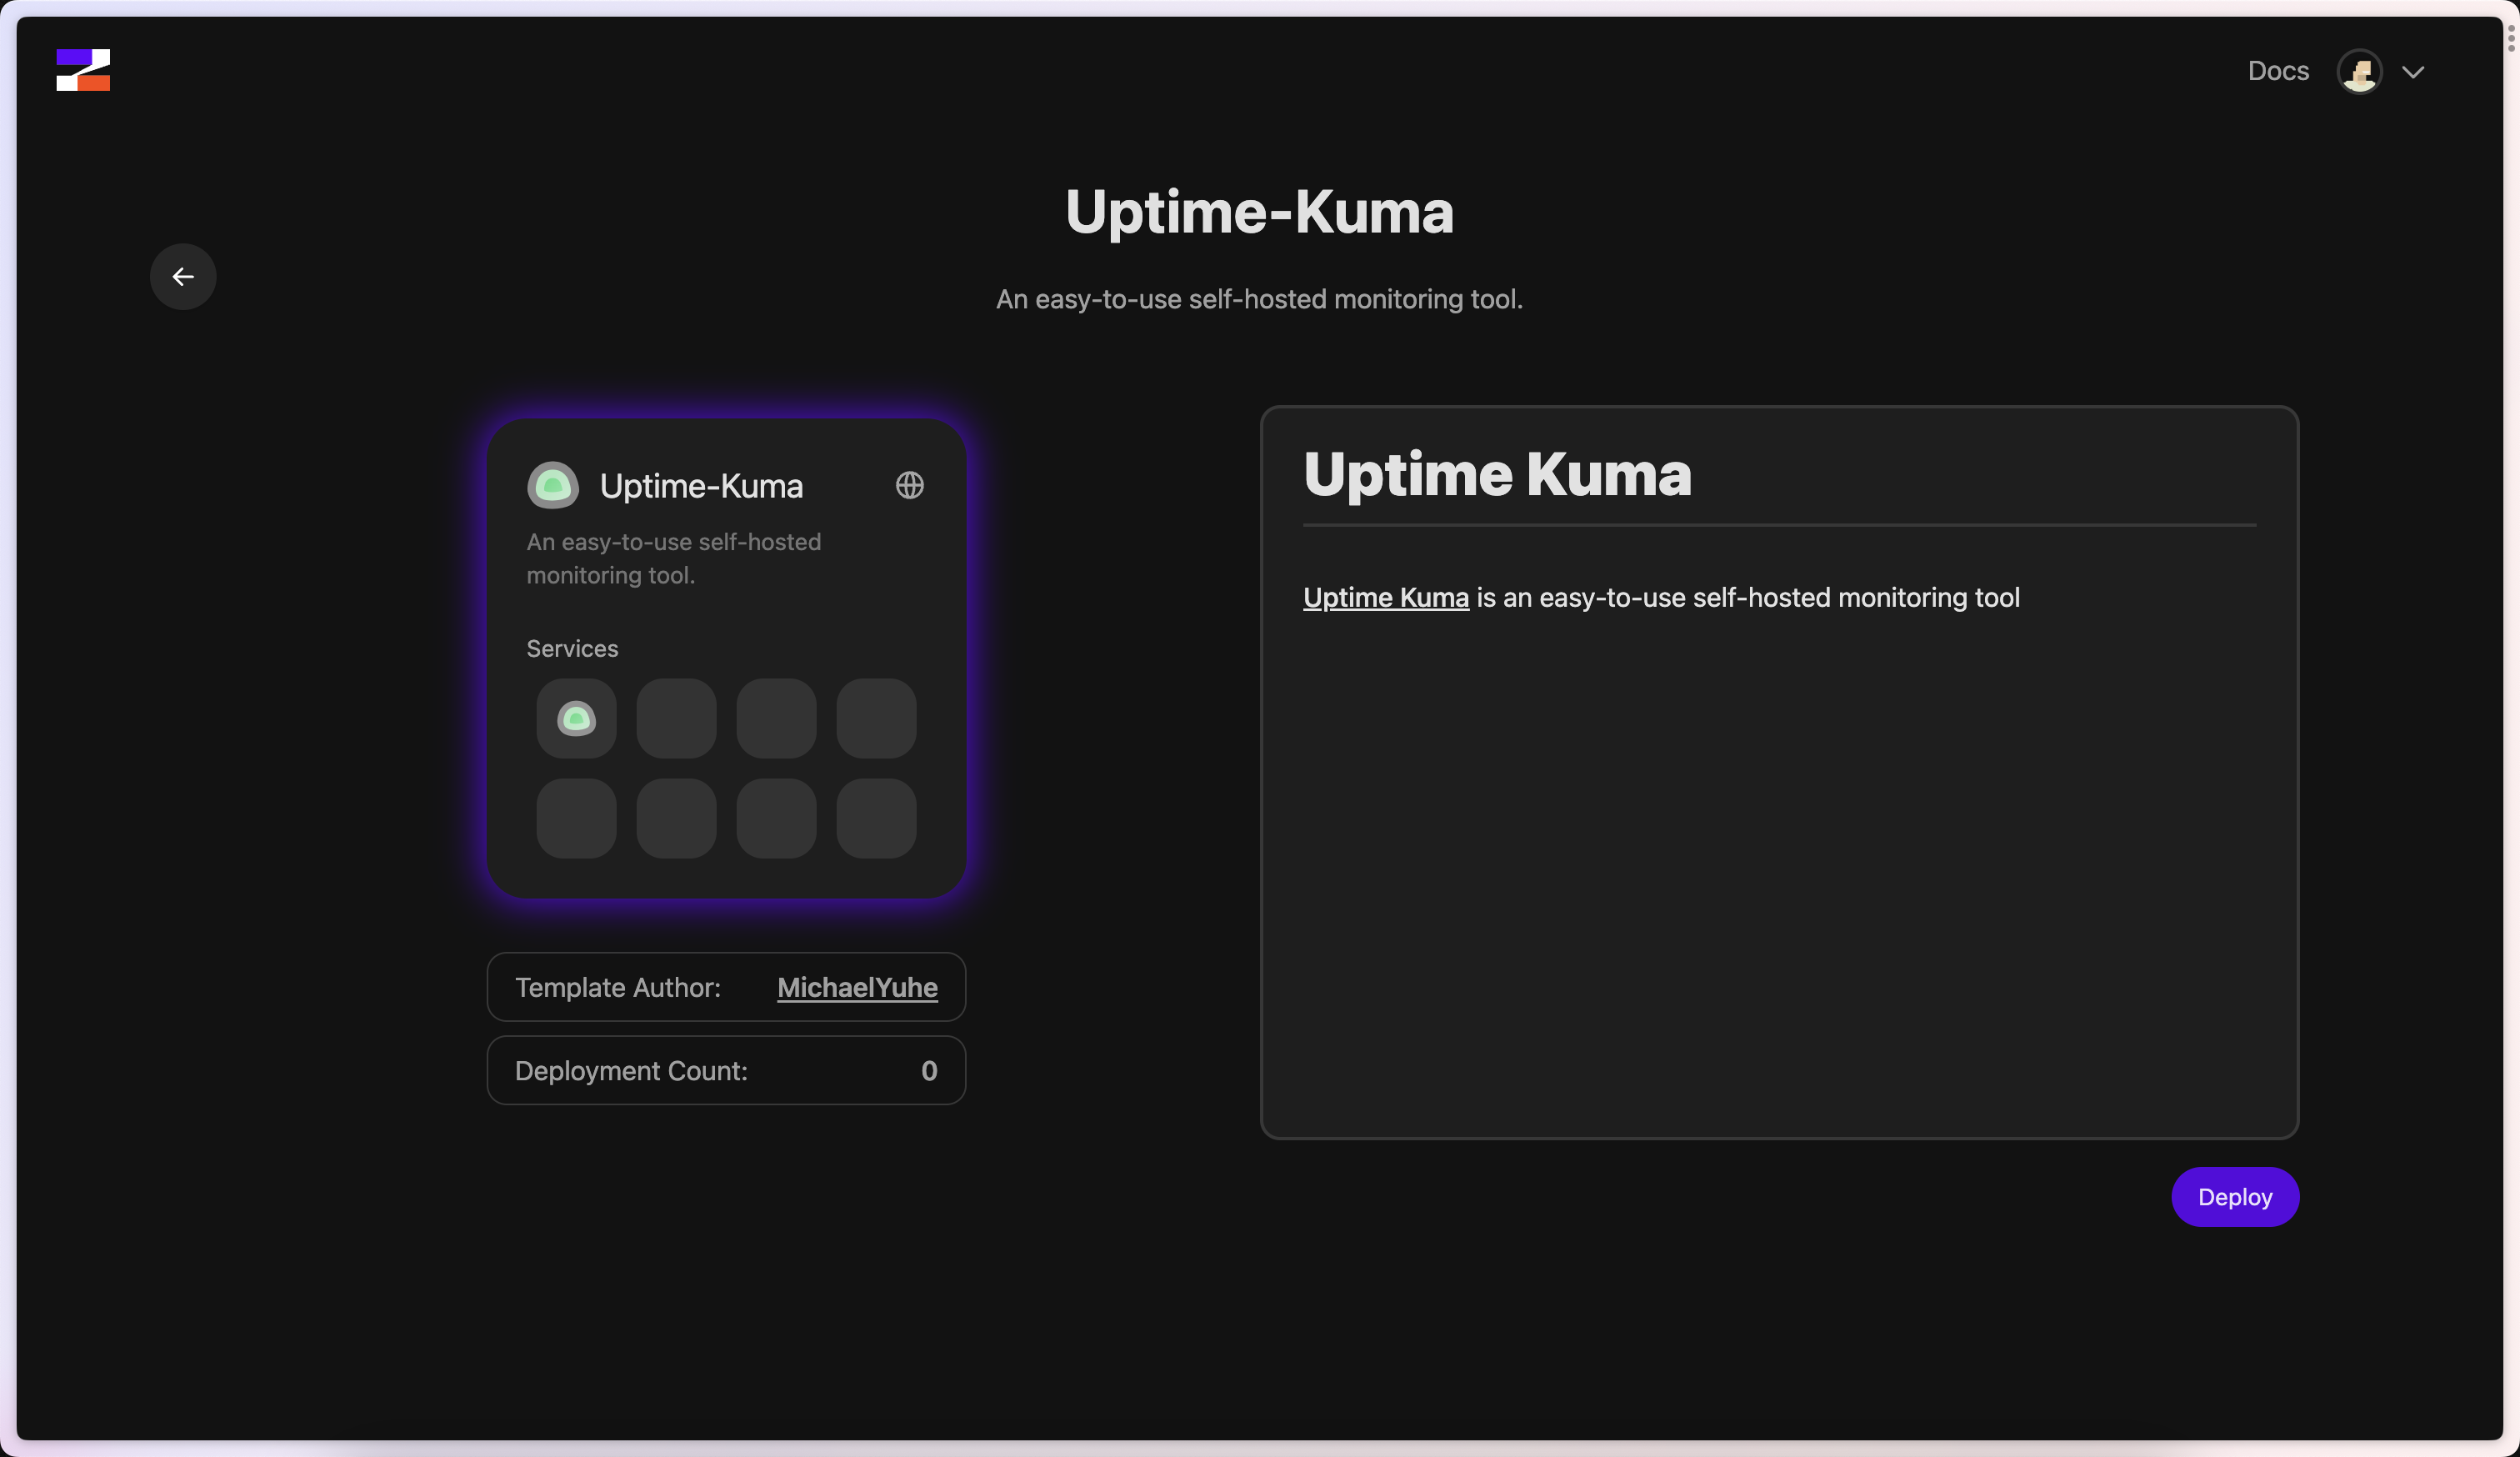 Docs
Uptime-Kuma
An easy-to-use self-hosted monitoring tool.
Uptime-Kuma
An easy-to-use self-hosted
monitoring tool.
Services
Template Author: MichaelYuhe
Deployment Count: 0
Uptime Kuma
Uptime Kuma is an easy-to-use self-hosted monitoring tool
Deploy